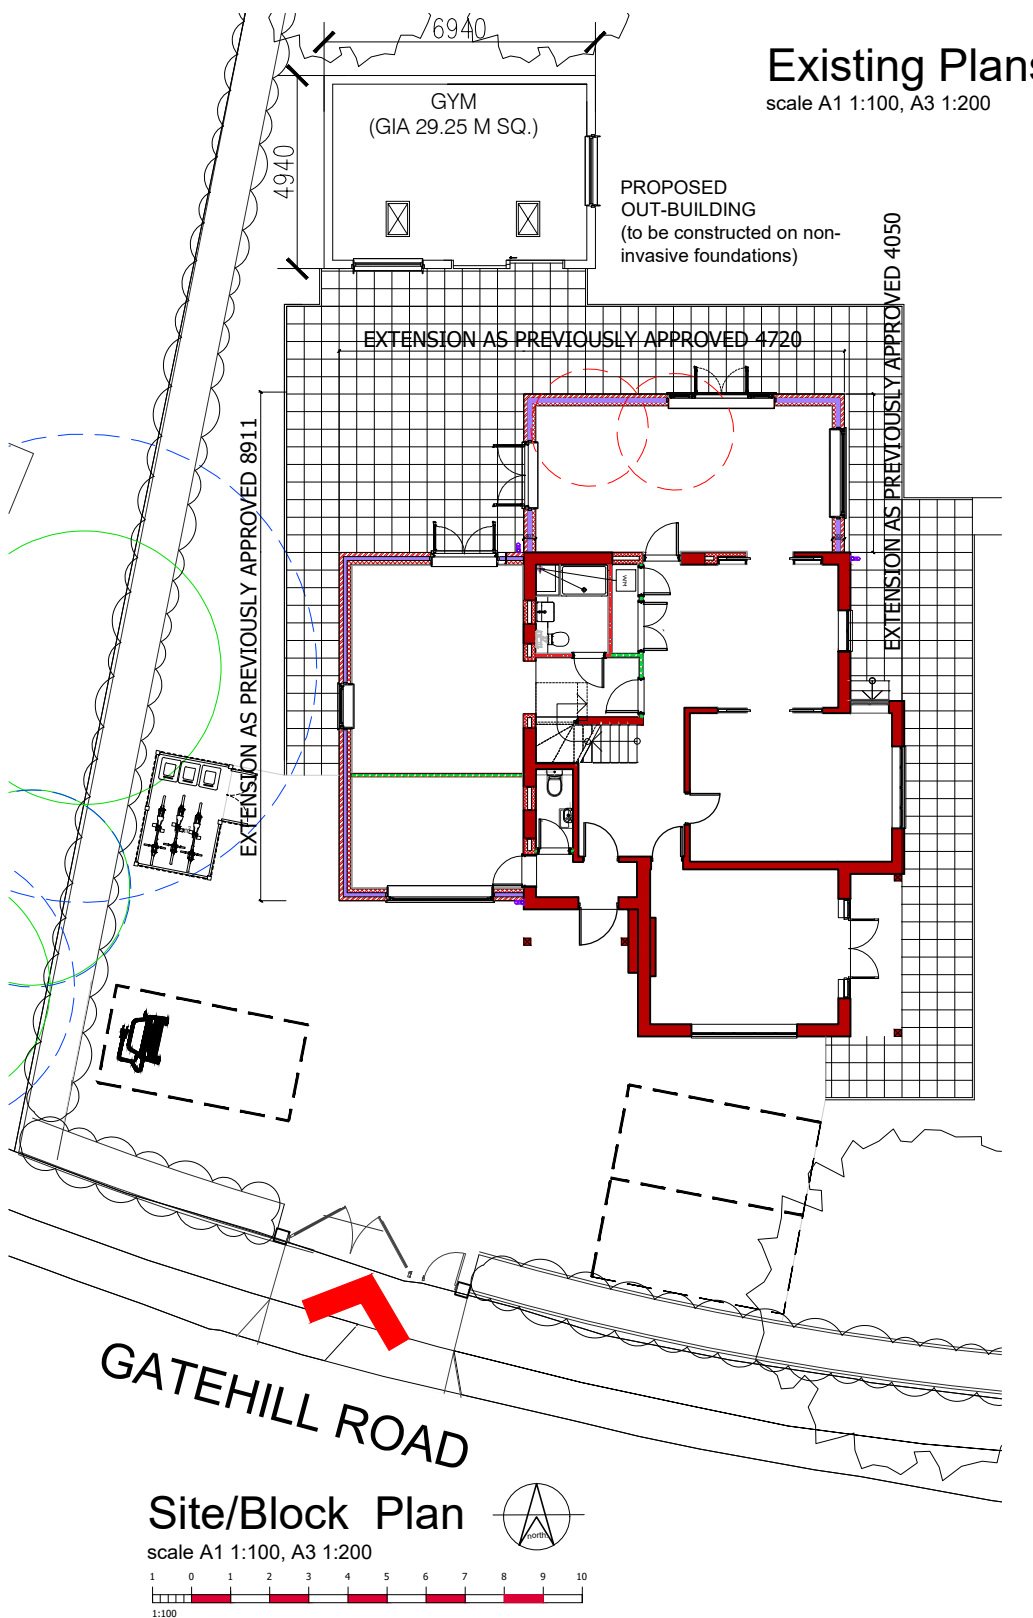 6940
Existing Plans
scale A1 1:100, A3 1:200
GYM
(GIA 29.25 M SQ.)
4940
PROPOSED
OUT-BUILDING
(to be constructed on non-
invasive foundations)
EXTENSION AS PREVIOUSLY APPROVED 4050
EXTENSION AS PREVIOUSLY APPROVED 4720
EXTENSION AS PREVIOUSLY APPROVED 8911
WM
GATEHILL ROAD
Site/Block Plan
north
scale A1 1:100, A3 1:200
1 0 1 2 3 4 5 6 7 8 9 10
1:100